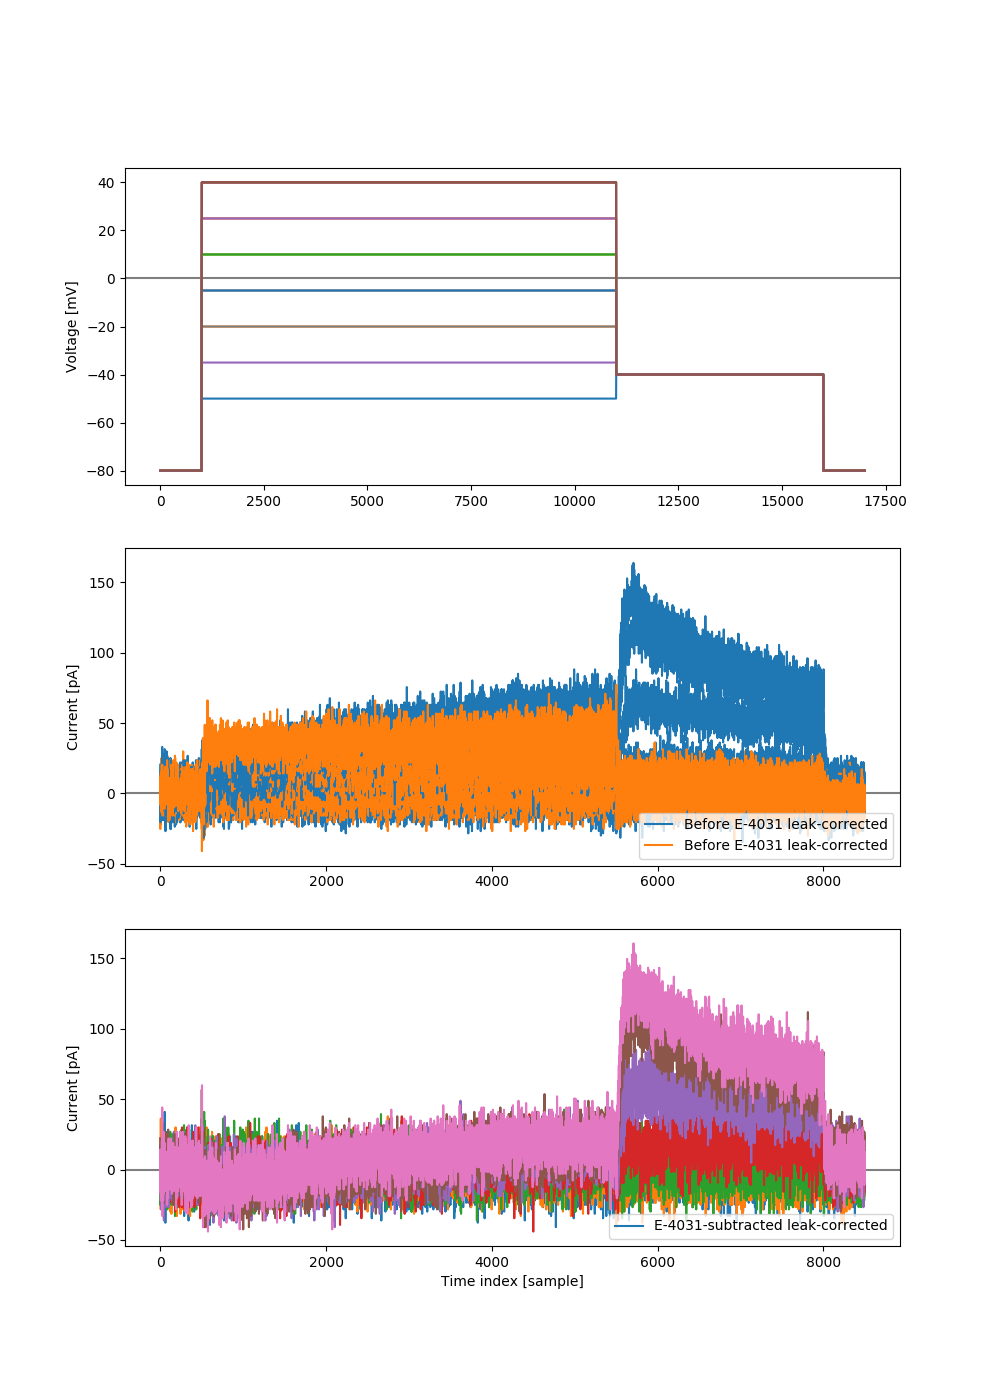 40
20
0
−20
−40
−60
−80
Voltage [mV]
0 2500 5000 7500 10000 12500 15000 17500
150
100
50
0
−50
Current [pA]
Before E-4031 leak-corrected
Before E-4031 leak-corrected
0 2000 4000 6000 8000
150
100
50
0
−50
Current [pA]
E-4031-subtracted leak-corrected
0 2000 4000 6000 8000
Time index [sample]